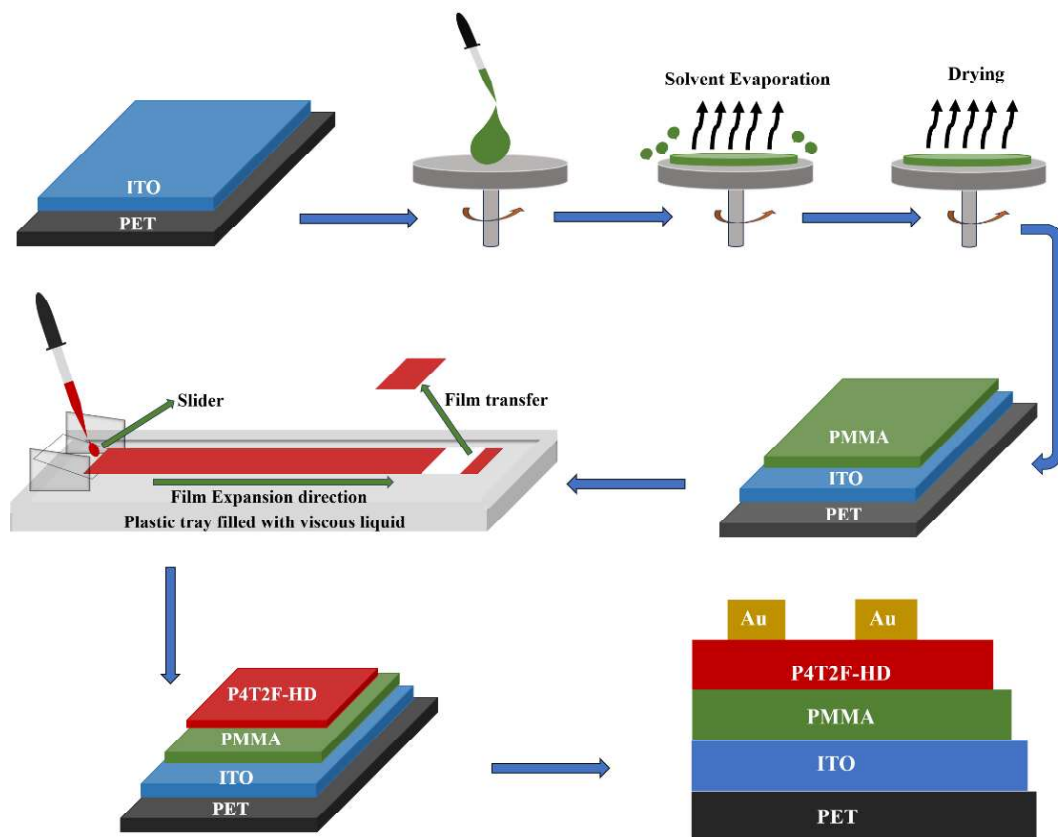 Solvent Evaporation
Drying
ITO
PET
Slider
Film transfer
Film Expansion direction
Plastic tray filled with viscous liquid
PMMA
ITO
PET
P4T2F-HD
PMMA
ITO
PET
Au
Au
P4T2F-HD
PMMA
ITO
PET